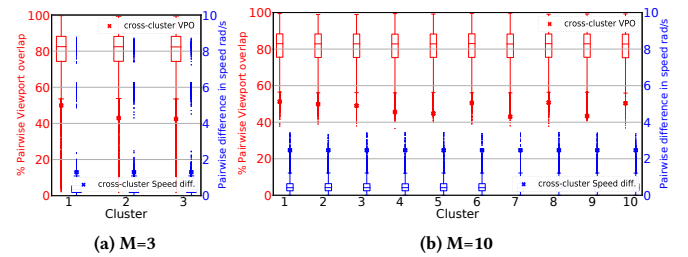 100
80
60
40
20
0
% Pairwise Viewport overlap
cross-cluster VPO
cross-cluster Speed diff.
10
8
6
4
2
0
Pairwise difference in speed rad/s
1 2 3
Cluster
(a) M=3
100
80
60
40
20
0
% Pairwise Viewport overlap
cross-cluster VPO
cross-cluster Speed diff.
10
8
6
4
2
0
Pairwise difference in speed rad/s
1 2 3 4 5 6 7 8 9 10
Cluster
(b) M=10